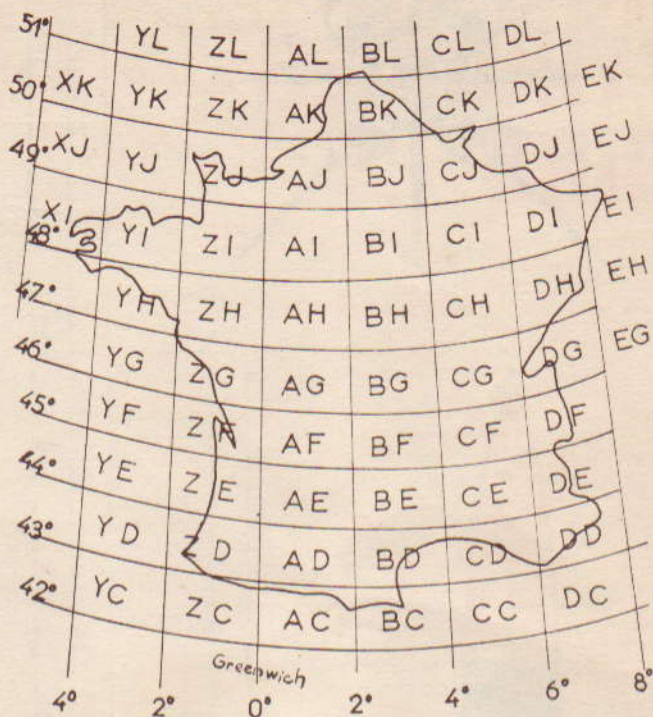 51° YL ZL AL BL CL DL
50° XK YK ZK AK BK CK DK EK
49° XJ YJ ZJ AJ BJ CJ DJ EJ
XI
48° YI ZI AI BI CI DI EI
47° YH ZH AH BH CH DH EH
46° YG ZG AG BG CG DG EG
45° YF ZF AF BF CF DF
44° YE ZE AE BE CE DE
43° YD ZD AD BD CD DD
42° YC ZC AC BC CC DC
Greenwich
4° 2° 0° 2° 4° 6° 8°